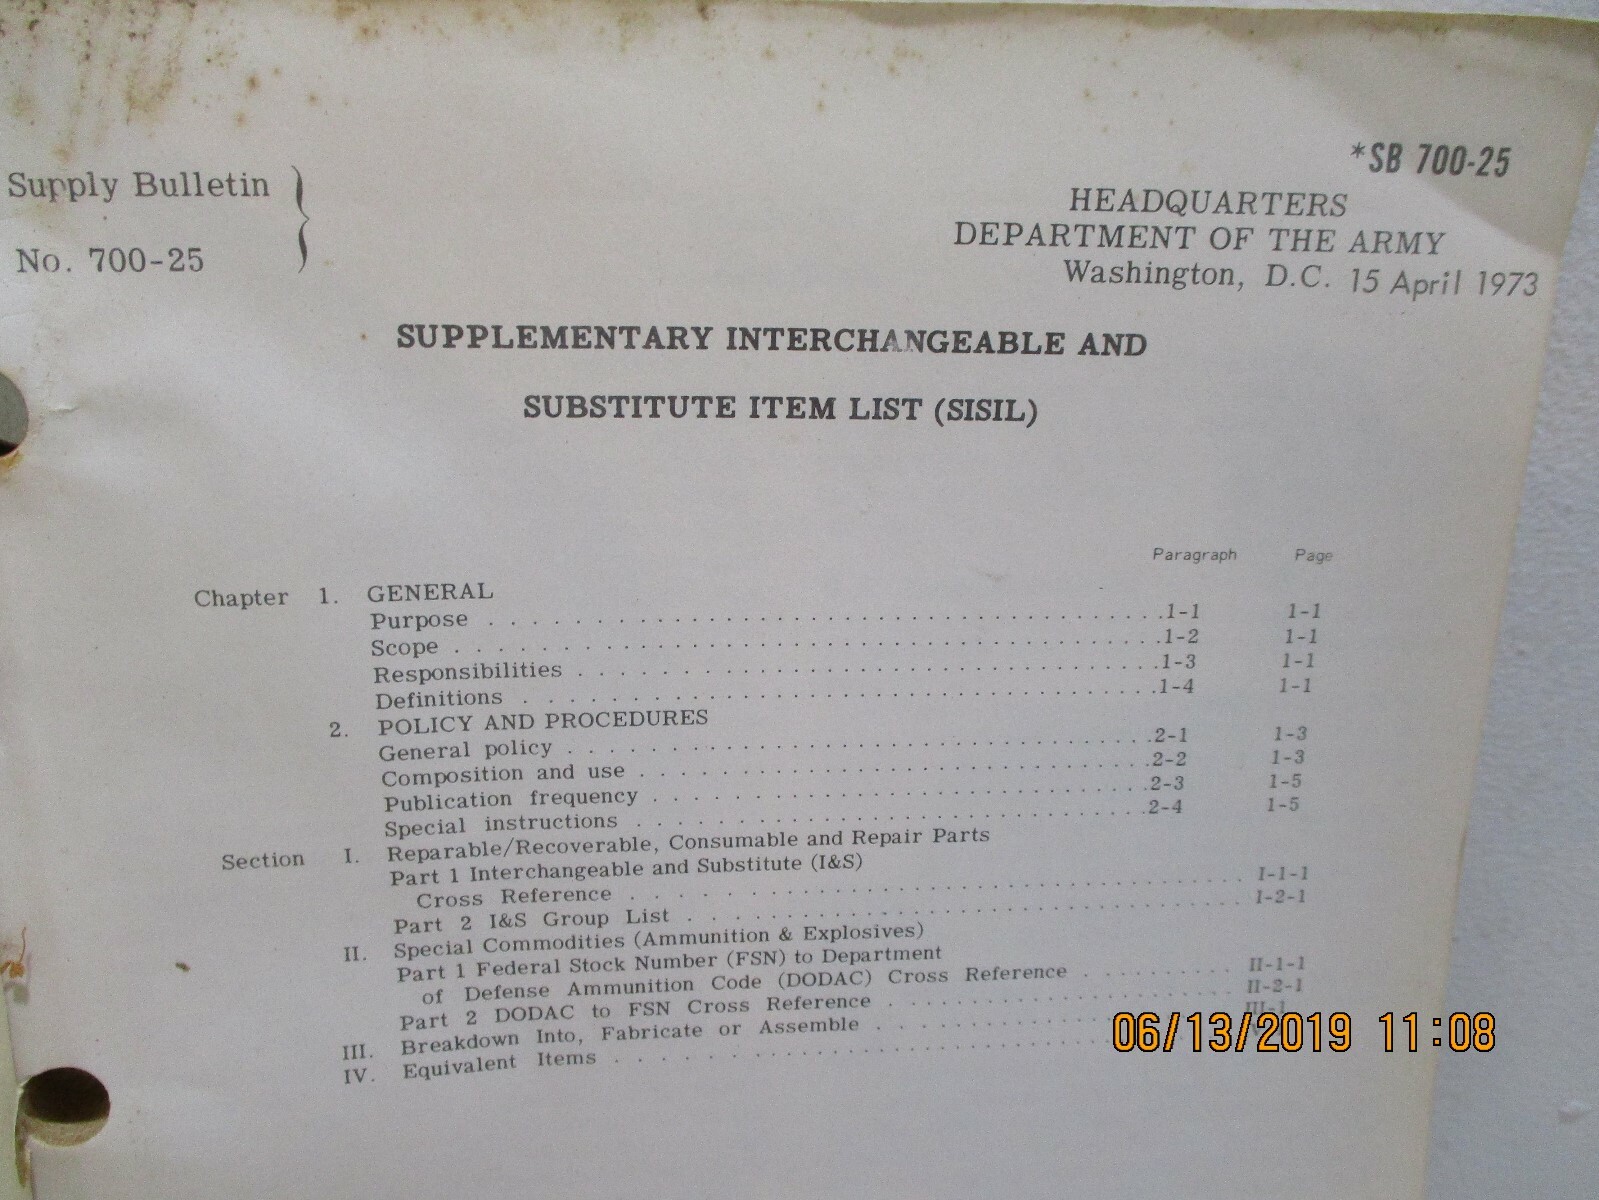 *SB 700-25
Supply Bulletin
No. 700-25
HEADQUARTERS
DEPARTMENT OF THE ARMY
Washington, D.C. 15 April 1973
SUPPLEMENTARY INTERCHANGEABLE AND
SUBSTITUTE ITEM LIST (SISIL)
Paragraph Page
Chapter 1. GENERAL
Purpose . . . . . . . . . . 1-1 1-1
Scope . . . . . . . . . . 1-2 1-1
Responsibilities . . . . . . . . . . 1-3 1-1
Definitions . . . . . . . . . . 1-4 1-1
2. POLICY AND PROCEDURES
General policy . . . . . . . . . . 2-1 1-3
Composition and use . . . . . . . . . . 2-2 1-3
Publication frequency . . . . . . . . . . 2-3 1-5
Special instructions . . . . . . . . . . 2-4 1-5
Section I. Reparable/Recoverable, Consumable and Repair Parts
Part 1 Interchangeable and Substitute (I&S)
Cross Reference . . . . . . . . . . I-1-1
Part 2 I&S Group List . . . . . . . . . . I-2-1
II. Special Commodities (Ammunition & Explosives)
Part 1 Federal Stock Number (FSN) to Department
of Defense Ammunition Code (DODAC) Cross Reference . . . . . . . . . . II-1-1
Part 2 DODAC to FSN Cross Reference . . . . . . . . . . II-2-1
III. Breakdown Into, Fabricate or Assemble . . . . . . . . . . III-1
IV. Equivalent Items . . . . . . . . . .
06/13/2019 11:08